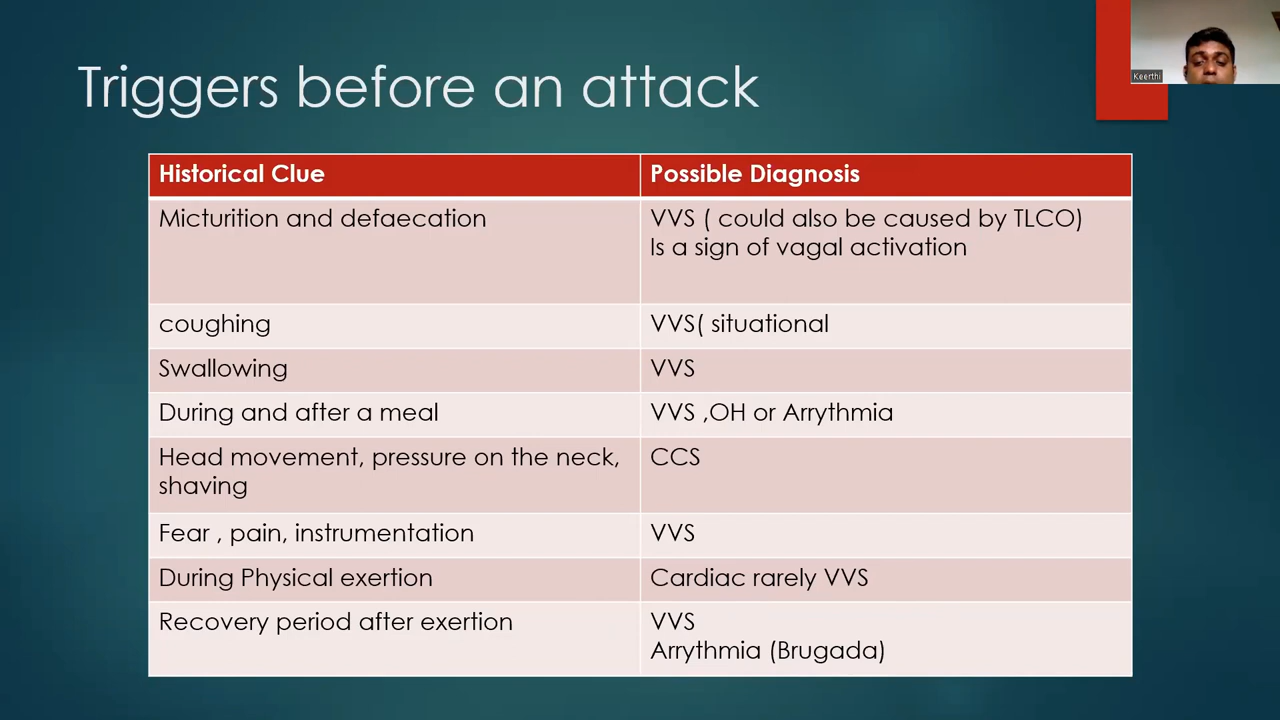 Triggers before an attack
Keerthi
Historical Clue
Possible Diagnosis
Micturition and defaecation
VVS ( could also be caused by TLCO)
Is a sign of vagal activation
coughing
VVS( situational
Swallowing
VVS
During and after a meal
VVS ,OH or Arrythmia
Head movement, pressure on the neck,
shaving
CCS
Fear , pain, instrumentation
VVS
During Physical exertion
Cardiac rarely VVS
Recovery period after exertion
VVS
Arrythmia (Brugada)